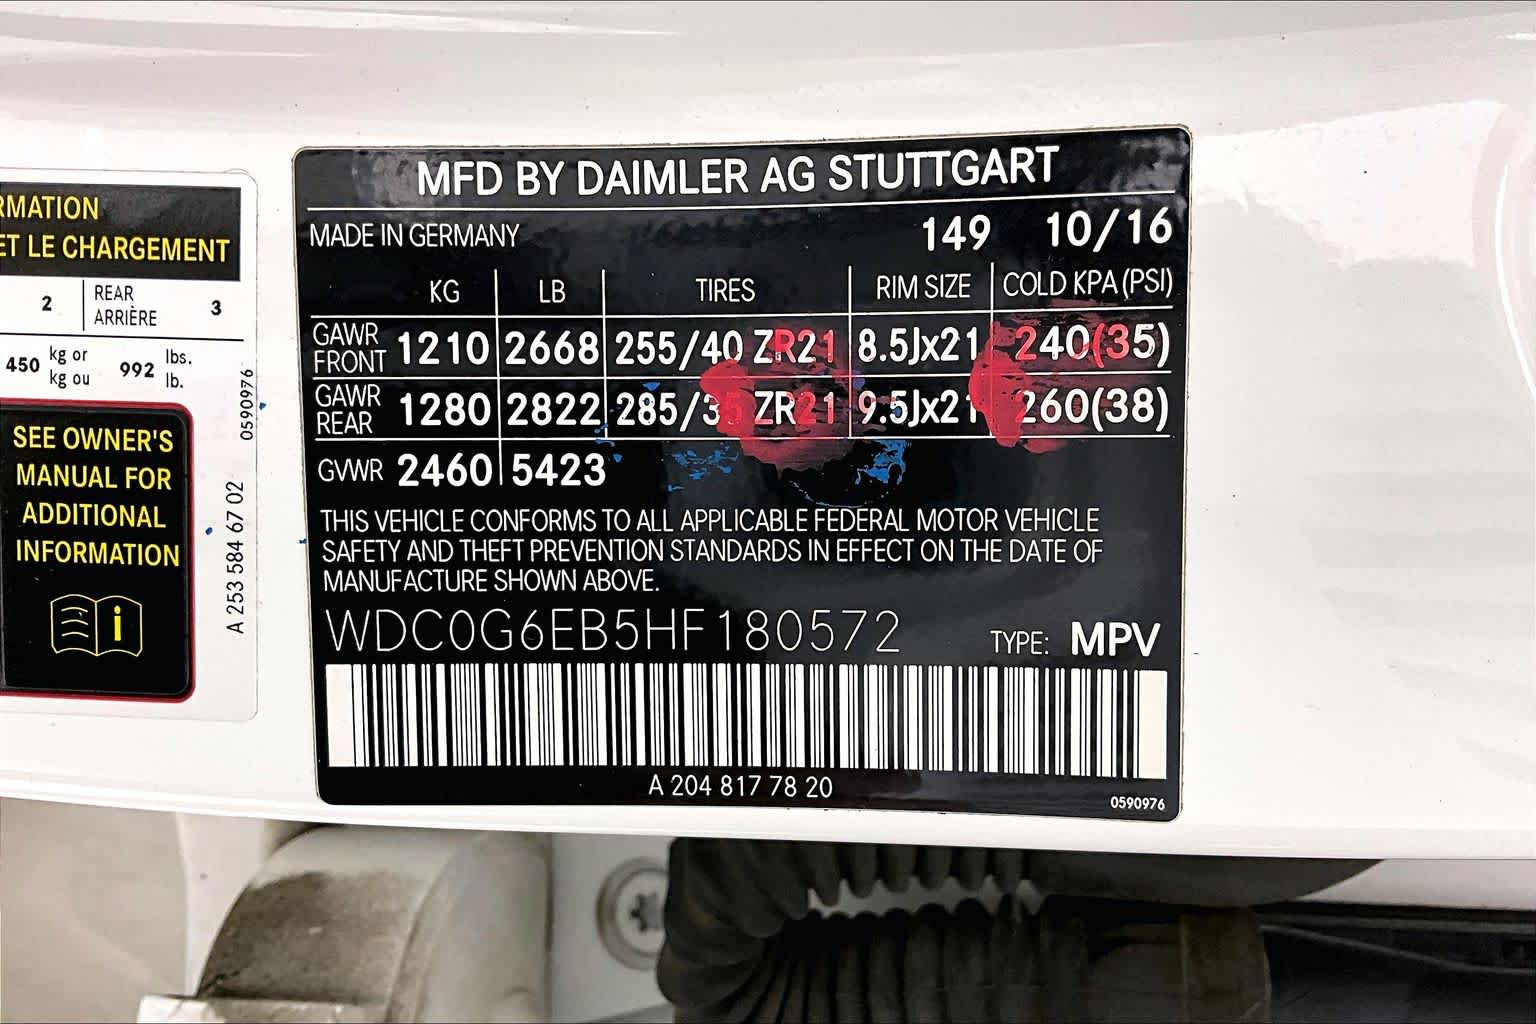 RMATION
ET LE CHARGEMENT
2 REAR ARRIÈRE 3
450 kg or kg ou 992 lbs. lb.
SEE OWNER'S
MANUAL FOR
ADDITIONAL
INFORMATION
A 253 584 67 02 0590976
MFD BY DAIMLER AG STUTTGART
MADE IN GERMANY 149 10/16
KG LB TIRES RIM SIZE COLD KPA (PSI)
GAWR FRONT 1210 2668 255/40 ZR21 8.5Jx21 240(35)
GAWR REAR 1280 2822 285/35 ZR21 9.5Jx21 260(38)
GVWR 2460 5423
THIS VEHICLE CONFORMS TO ALL APPLICABLE FEDERAL MOTOR VEHICLE
SAFETY AND THEFT PREVENTION STANDARDS IN EFFECT ON THE DATE OF
MANUFACTURE SHOWN ABOVE.
WDC0G6EB5HF180572 TYPE: MPV
A 204 817 78 20
0590976